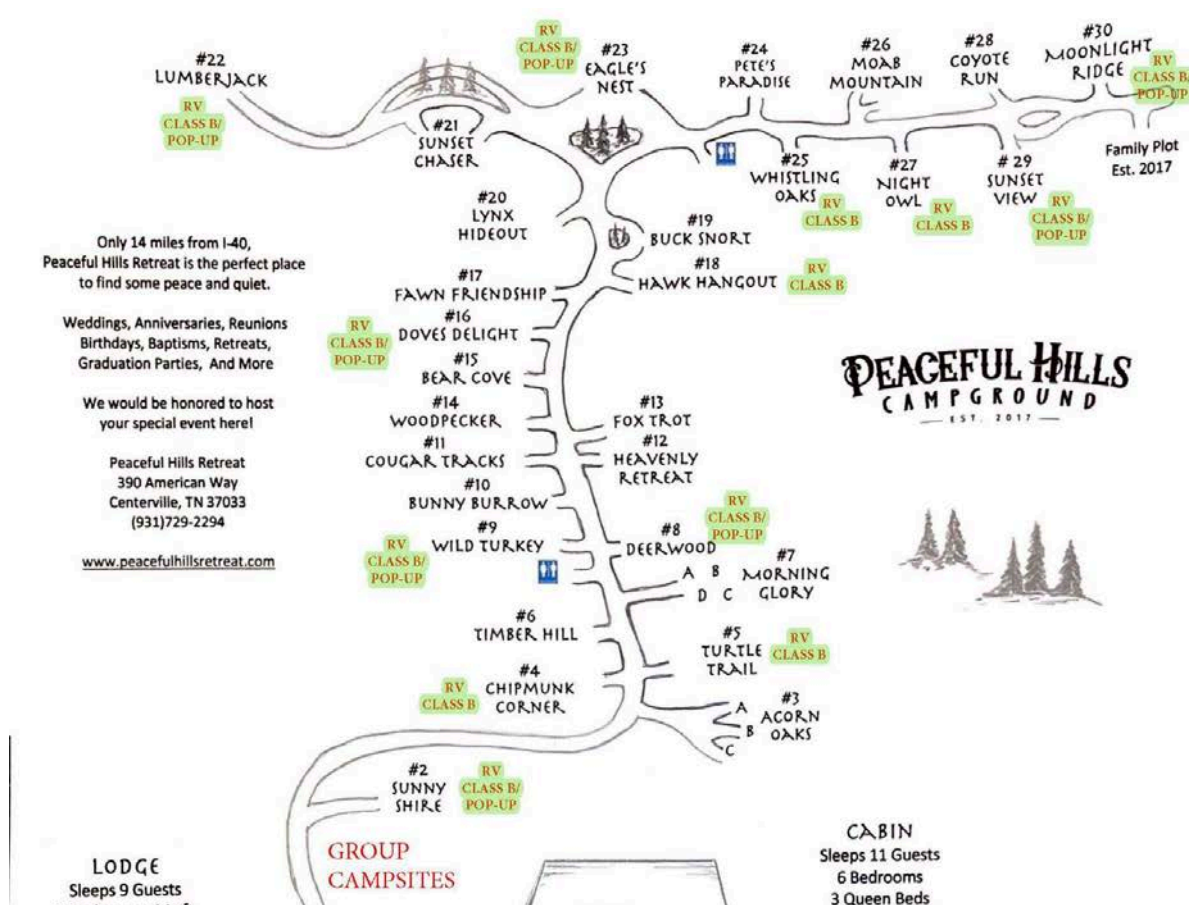 RV
CLASS B/
POP-UP
#22
LUMBERJACK
RV
CLASS B/
POP-UP
#21
SUNSET
CHASER
#23
EAGLE'S
NEST
#24
PETE'S
PARADISE
#26
MOAB
MOUNTAIN
#28
COYOTE
RUN
#30
MOONLIGHT
RIDGE
RV
CLASS B/
POP-UP
#25
WHISTLING
OAKS
RV
CLASS B
#27
NIGHT
OWL
RV
CLASS B
# 29
SUNSET
VIEW
RV
CLASS B/
POP-UP
Family Plot
Est. 2017
#20
LYNX
HIDEOUT
#19
BUCK SNORT
#18
HAWK HANGOUT
RV
CLASS B
#17
FAWN FRIENDSHIP
#16
DOVES DELIGHT
RV
CLASS B/
POP-UP
#15
BEAR COVE
#14
WOODPECKER
#13
FOX TROT
#12
HEAVENLY
RETREAT
#11
COUGAR TRACKS
#10
BUNNY BURROW
#9
WILD TURKEY
RV
CLASS B/
POP-UP
#8
DEERWOOD
RV
CLASS B/
POP-UP
A B
D C
#7
MORNING
GLORY
#6
TIMBER HILL
#5
TURTLE
TRAIL
RV
CLASS B
#4
CHIPMUNK
CORNER
RV
CLASS B
A
B
C
#3
ACORN
OAKS
#2
SUNNY
SHIRE
RV
CLASS B/
POP-UP
Only 14 miles from I-40,
Peaceful Hills Retreat is the perfect place
to find some peace and quiet.
Weddings, Anniversaries, Reunions
Birthdays, Baptisms, Retreats,
Graduation Parties, And More
We would be honored to host
your special event here!
Peaceful Hills Retreat
390 American Way
Centerville, TN 37033
(931)729-2294
www.peacefulhillsretreat.com
PEACEFUL HILLS
CAMPGROUND
EST. 2017
GROUP
CAMPSITES
LODGE
Sleeps 9 Guests
CABIN
Sleeps 11 Guests
6 Bedrooms
3 Queen Beds